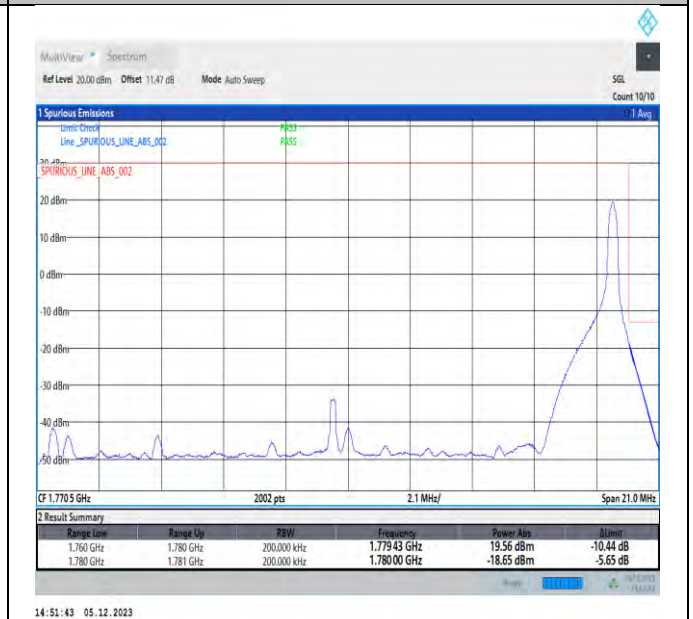 MultiView Spectrum
Ref Level 20.00 dBm Offset 11.47 dB Mode Auto Sweep SGL
Count 10/10
1 Spurious Emissions 1 Avg
Limit Check PASS
Line _SPURIOUS_LINE_ABS_002 PASS
30 dBm
_SPURIOUS_LINE_ABS_002
20 dBm
10 dBm
0 dBm
-10 dBm
-20 dBm
-30 dBm
-40 dBm
-50 dBm
CF 1.7705 GHz 2002 pts 2.1 MHz/ Span 21.0 MHz
2 Result Summary
Range Low Range Up RBW Frequency Power Abs ΔLimit
1.760 GHz 1.780 GHz 200.000 kHz 1.77943 GHz 19.56 dBm -10.44 dB
1.780 GHz 1.781 GHz 200.000 kHz 1.78000 GHz -18.65 dBm -5.65 dB
14:51:43 05.12.2023